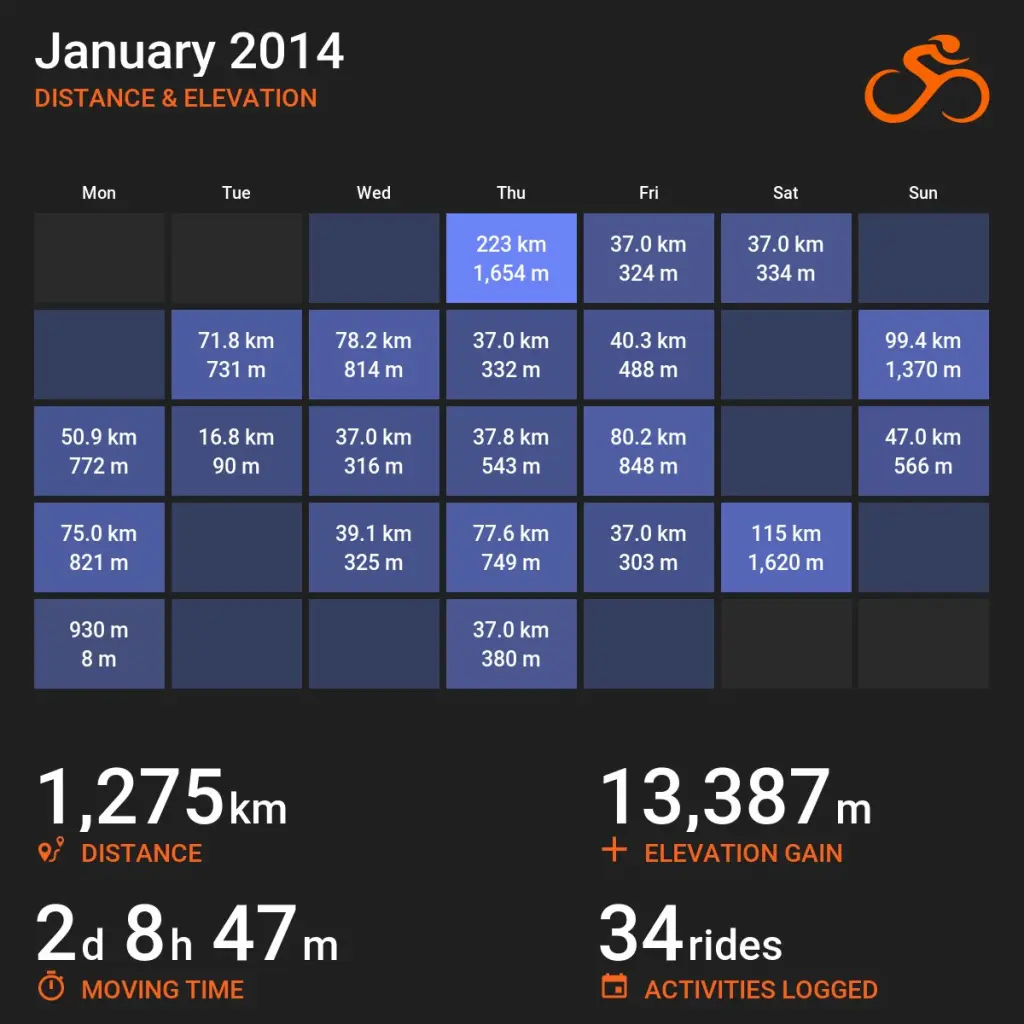 January 2014
DISTANCE & ELEVATION
Mon Tue Wed Thu Fri Sat Sun
223 km 37.0 km 37.0 km
1,654 m 324 m 334 m
71.8 km 78.2 km 37.0 km 40.3 km 99.4 km
731 m 814 m 332 m 488 m 1,370 m
50.9 km 16.8 km 37.0 km 37.8 km 80.2 km 47.0 km
772 m 90 m 316 m 543 m 848 m 566 m
75.0 km 39.1 km 77.6 km 37.0 km 115 km
821 m 325 m 749 m 303 m 1,620 m
930 m 37.0 km
8 m 380 m
1,275km 13,387m
DISTANCE ELEVATION GAIN
2d 8h 47m 34rides
MOVING TIME ACTIVITIES LOGGED